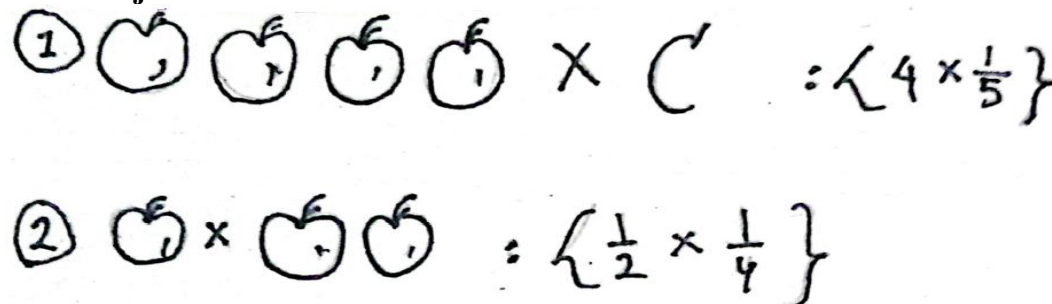 ① × : { 4 × 1/5 }
② × : { 1/2 × 1/4 }